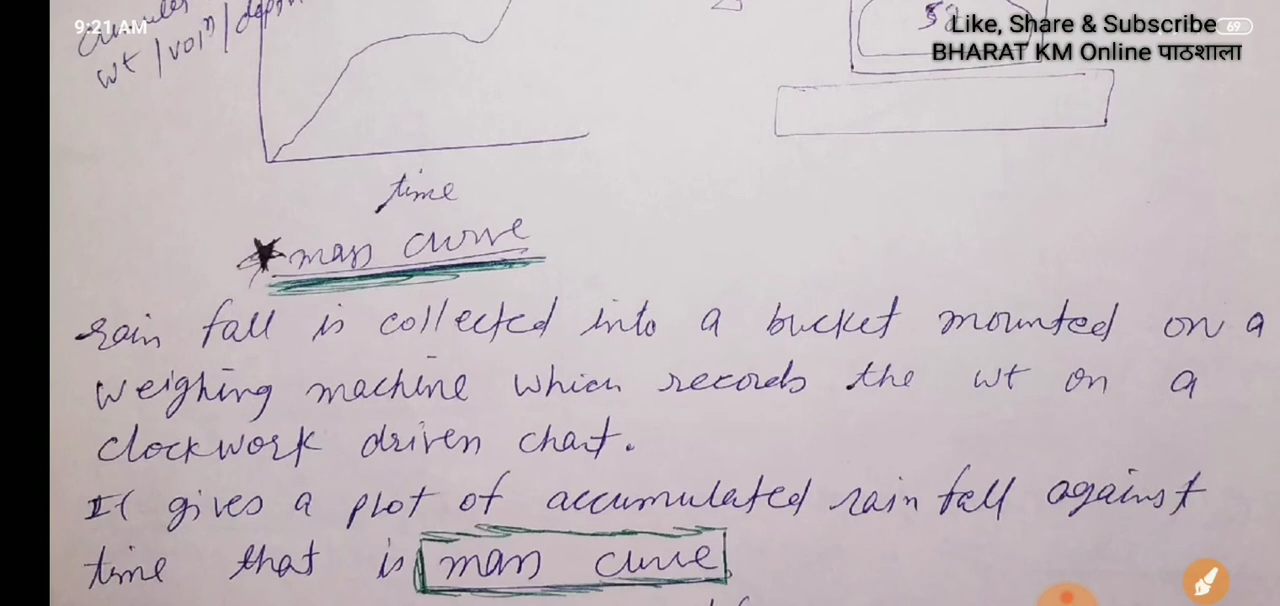 9:21 AM
69
Like, Share & Subscribe
BHARAT KM Online पाठशाला
wt / vol^n /
time
mass curve
rain fall is collected into a bucket mounted on a
weighing machine which records the wt on a
clockwork driven chart.
It gives a plot of accumulated rain fall against
time that is mass curve